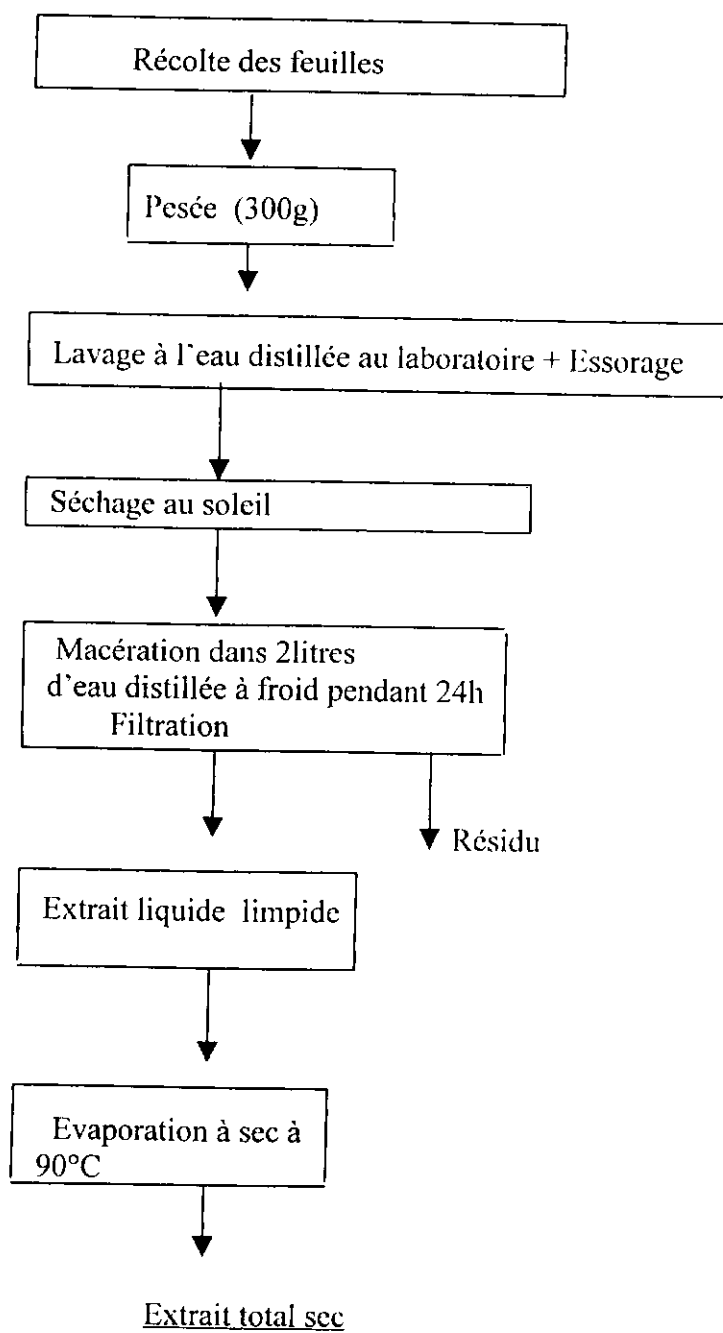 Récolte des feuilles
Pesée (300g)
Lavage à l'eau distillée au laboratoire + Essorage
Séchage au soleil
Macération dans 2litres
d'eau distillée à froid pendant 24h
Filtration
Résidu
Extrait liquide limpide
Evaporation à sec à
90°C
Extrait total sec